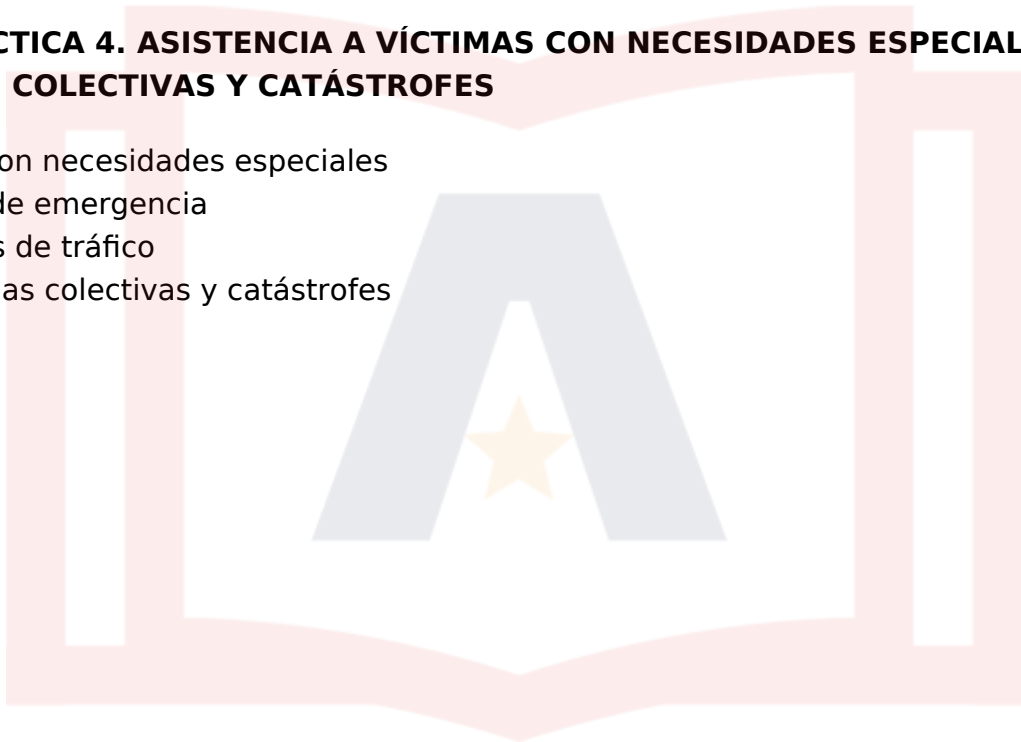 CTICA 4. ASISTENCIA A VÍCTIMAS CON NECESIDADES ESPECIAL
COLECTIVAS Y CATÁSTROFES
on necesidades especiales
de emergencia
s de tráfico
as colectivas y catástrofes